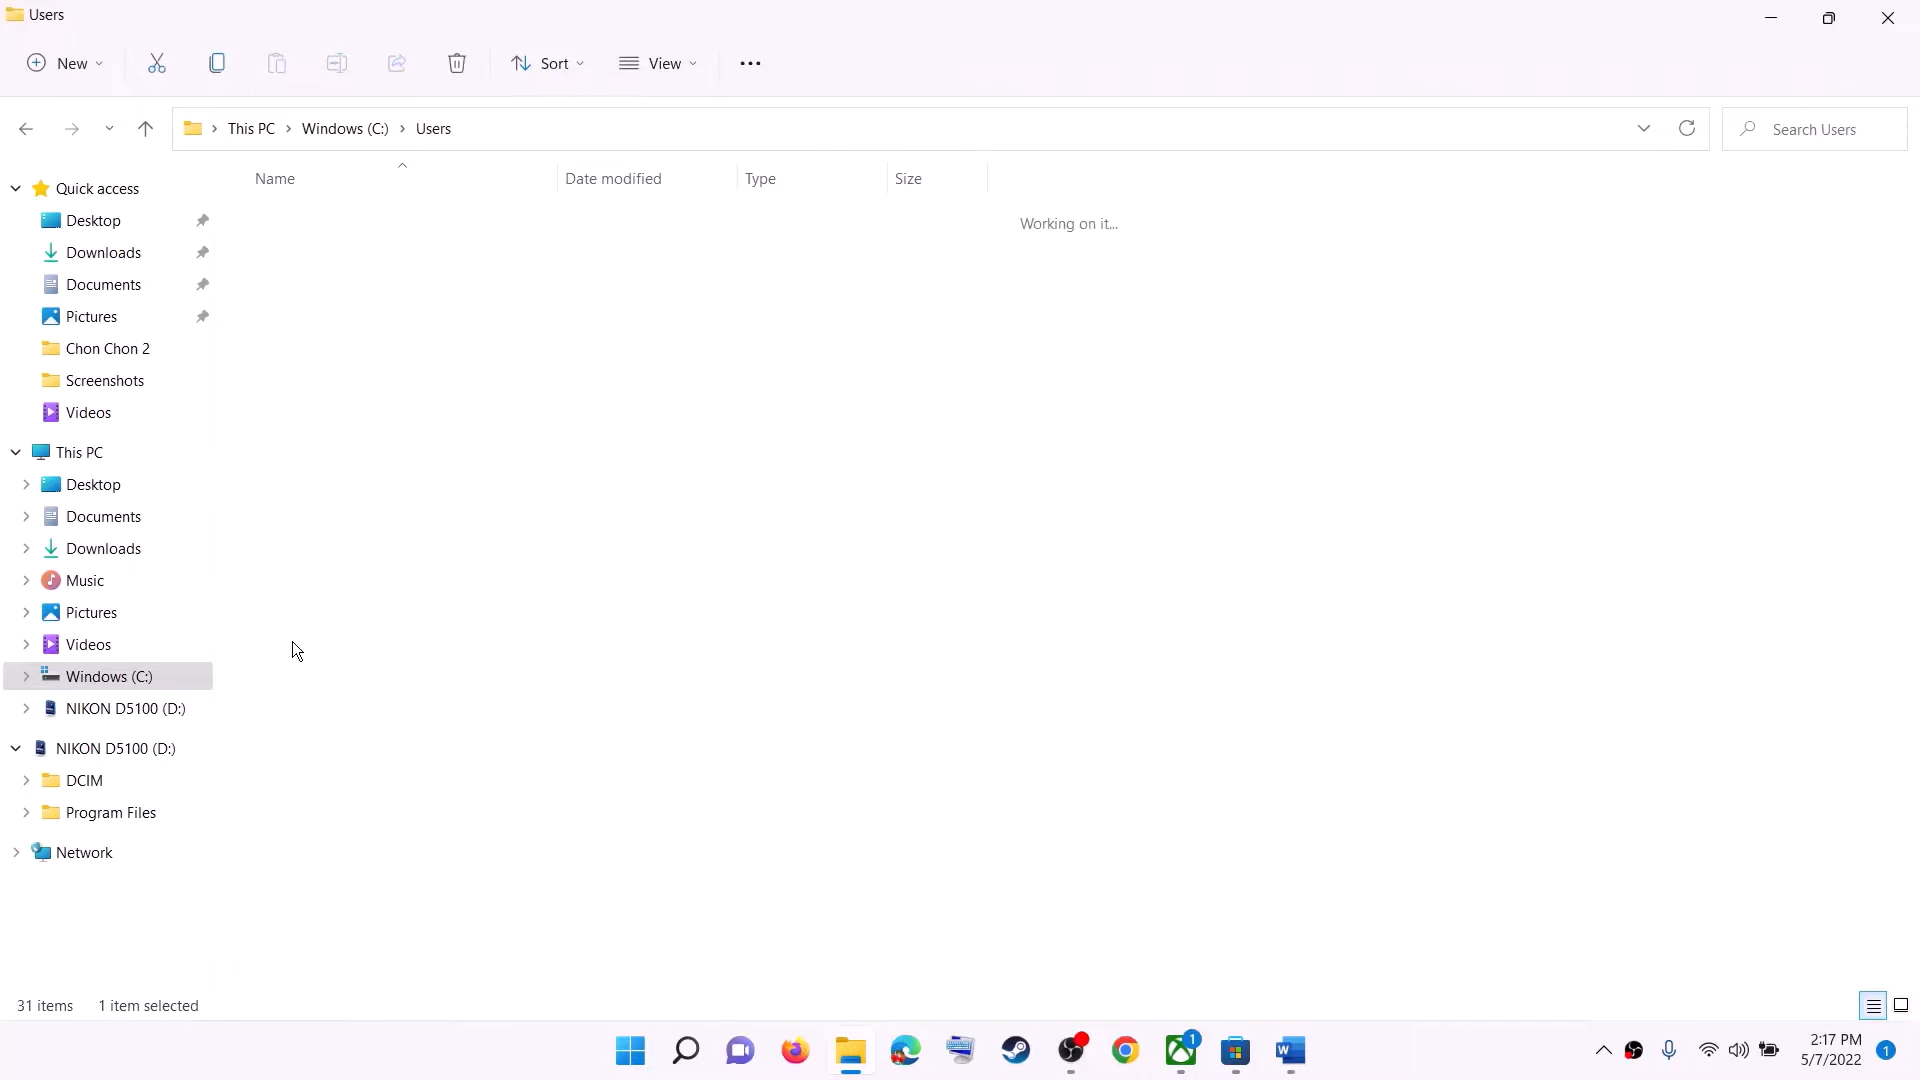 Users
New
Sort
View
This PC
Windows (C:)
Users
Search Users
Name
Date modified
Type
Size
Working on it...
Quick access
Desktop
Downloads
Documents
Pictures
Chon Chon 2
Screenshots
Videos
This PC
Desktop
Documents
Downloads
Music
Pictures
Videos
Windows (C:)
NIKON D5100 (D:)
NIKON D5100 (D:)
DCIM
Program Files
Network
31 items
1 item selected
1
2:17 PM
5/7/2022
1